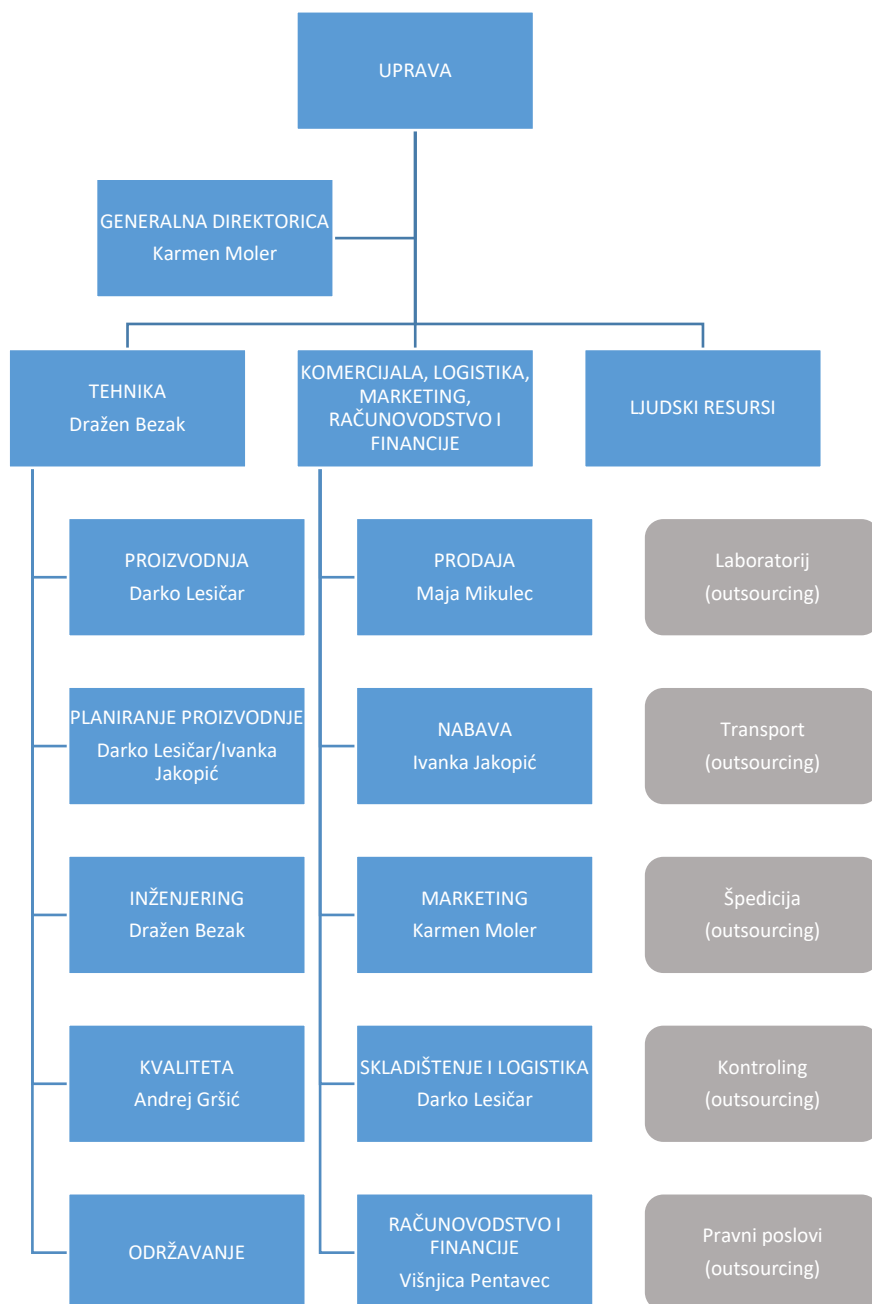 UPRAVA
GENERALNA DIREKTORICA
Karmen Moler
TEHNIKA
Dražen Bezak
KOMERCIJALA, LOGISTIKA,
MARKETING,
RAČUNOVODSTVO I
FINANCIJE
LJUDSKI RESURSI
PROIZVODNJA
Darko Lesičar
PRODAJA
Maja Mikulec
Laboratorij
(outsourcing)
PLANIRANJE PROIZVODNJE
Darko Lesičar/Ivanka
Jakopić
NABAVA
Ivanka Jakopić
Transport
(outsourcing)
INŽENJERING
Dražen Bezak
MARKETING
Karmen Moler
Špedicija
(outsourcing)
KVALITETA
Andrej Gršić
SKLADIŠTENJE I LOGISTIKA
Darko Lesičar
Kontroling
(outsourcing)
ODRŽAVANJE
RAČUNOVODSTVO I
FINANCIJE
Višnjica Pentavec
Pravni poslovi
(outsourcing)